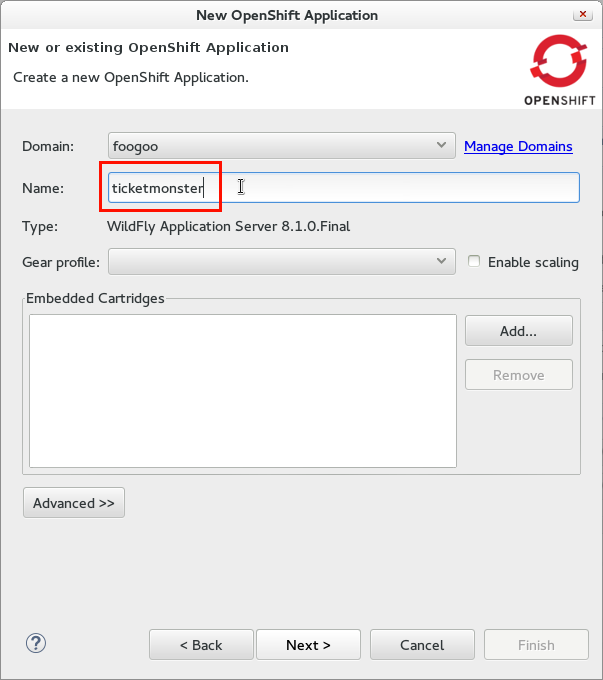 New OpenShift Application
New or existing OpenShift Application
Create a new OpenShift Application.
OPENSHIFT
Domain: foogoo Manage Domains
Name: ticketmonster
Type: WildFly Application Server 8.1.0.Final
Gear profile: Enable scaling
Embedded Cartridges
Add...
Remove
Advanced >>
? < Back Next > Cancel Finish